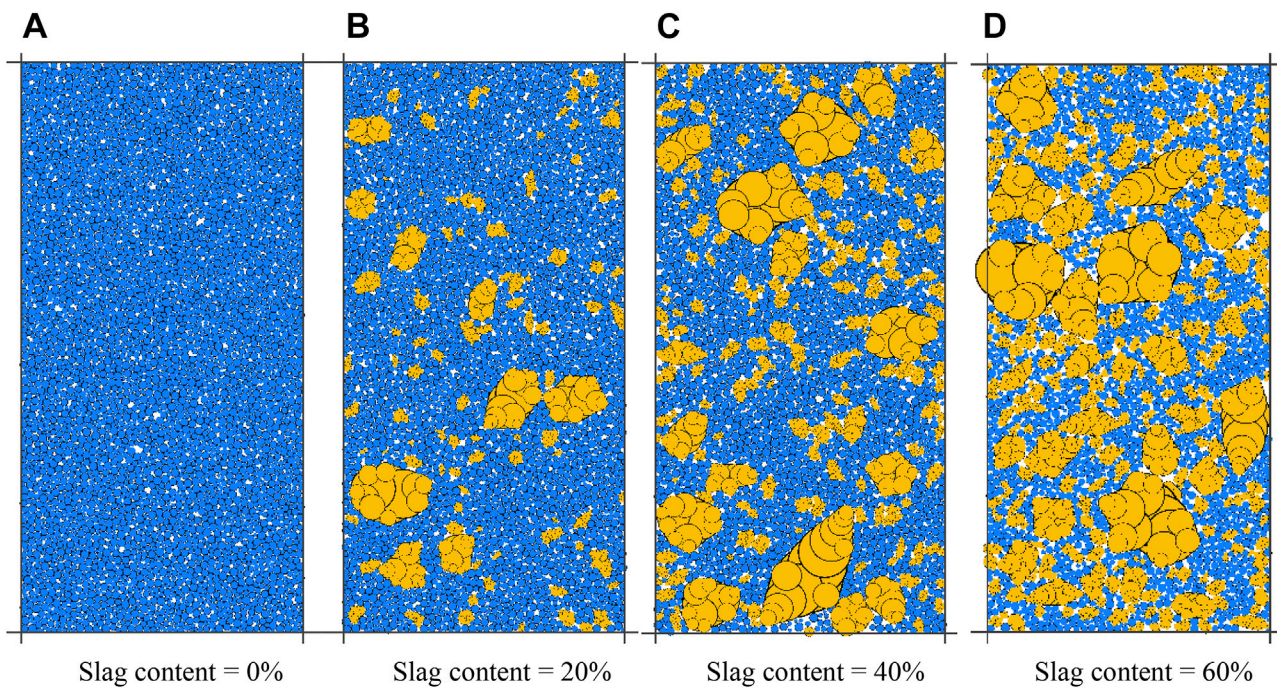 A
B
C
D
Slag content = 0%
Slag content = 20%
Slag content = 40%
Slag content = 60%